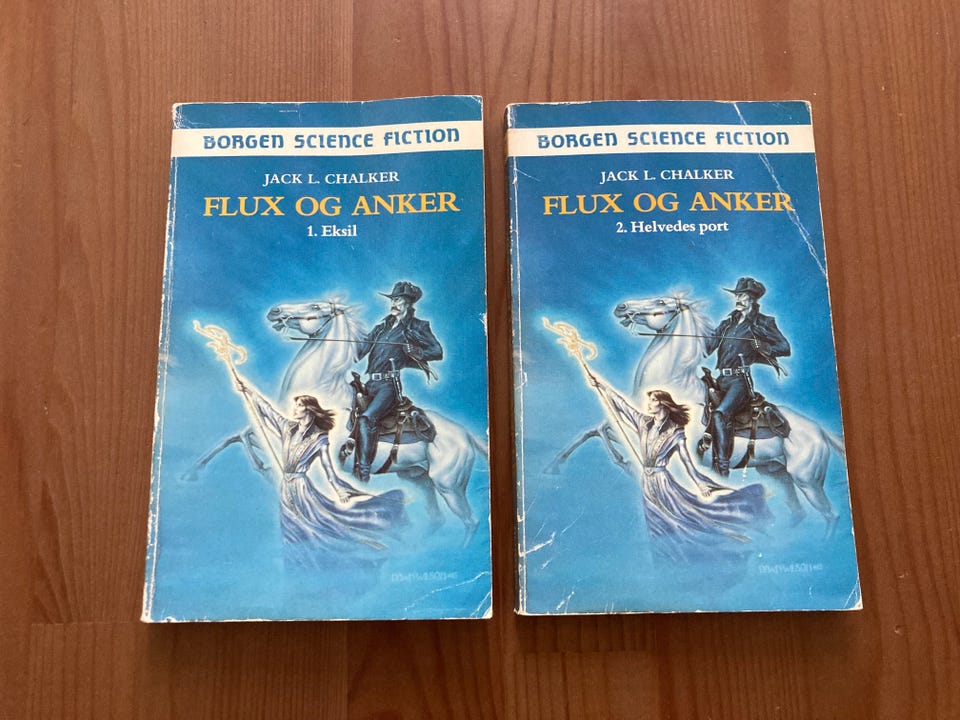 BORGEN SCIENCE FICTION
JACK L. CHALKER
FLUX OG ANKER
1. Eksil
BORGEN SCIENCE FICTION
JACK L. CHALKER
FLUX OG ANKER
2. Helvedes port